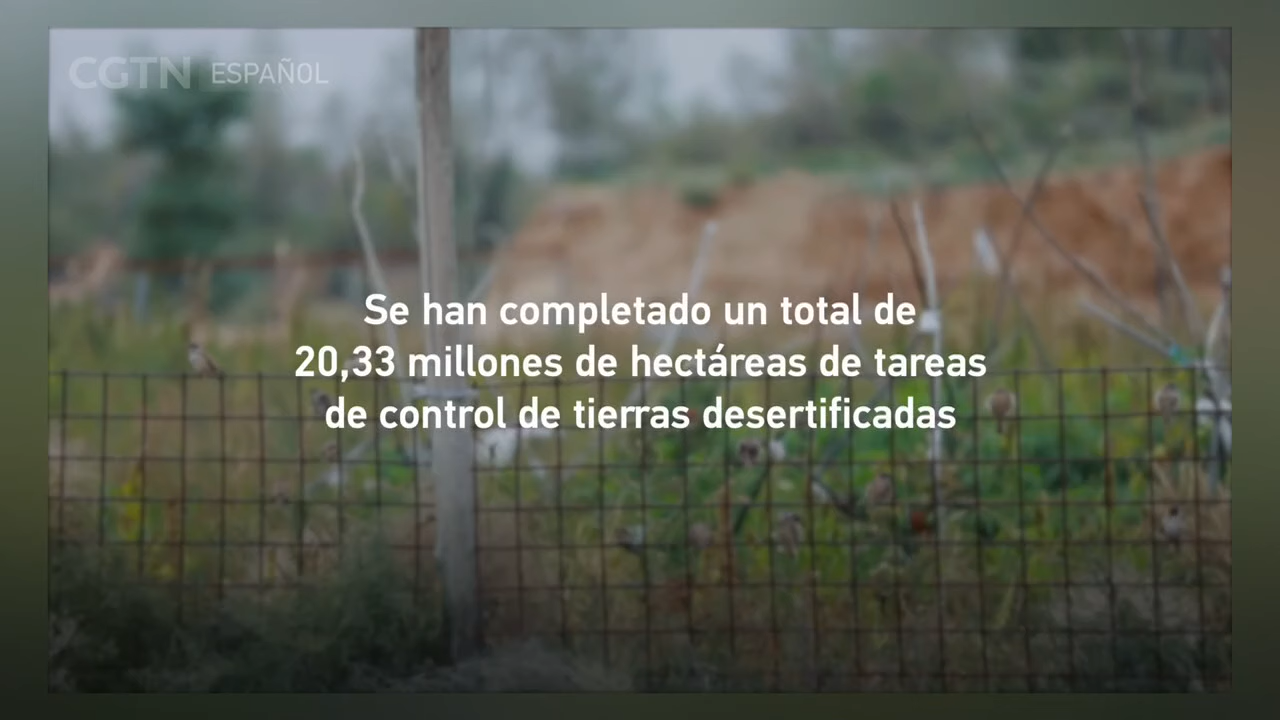 CGTN ESPAÑOL
Se han completado un total de
20,33 millones de hectáreas de tareas
de control de tierras desertificadas